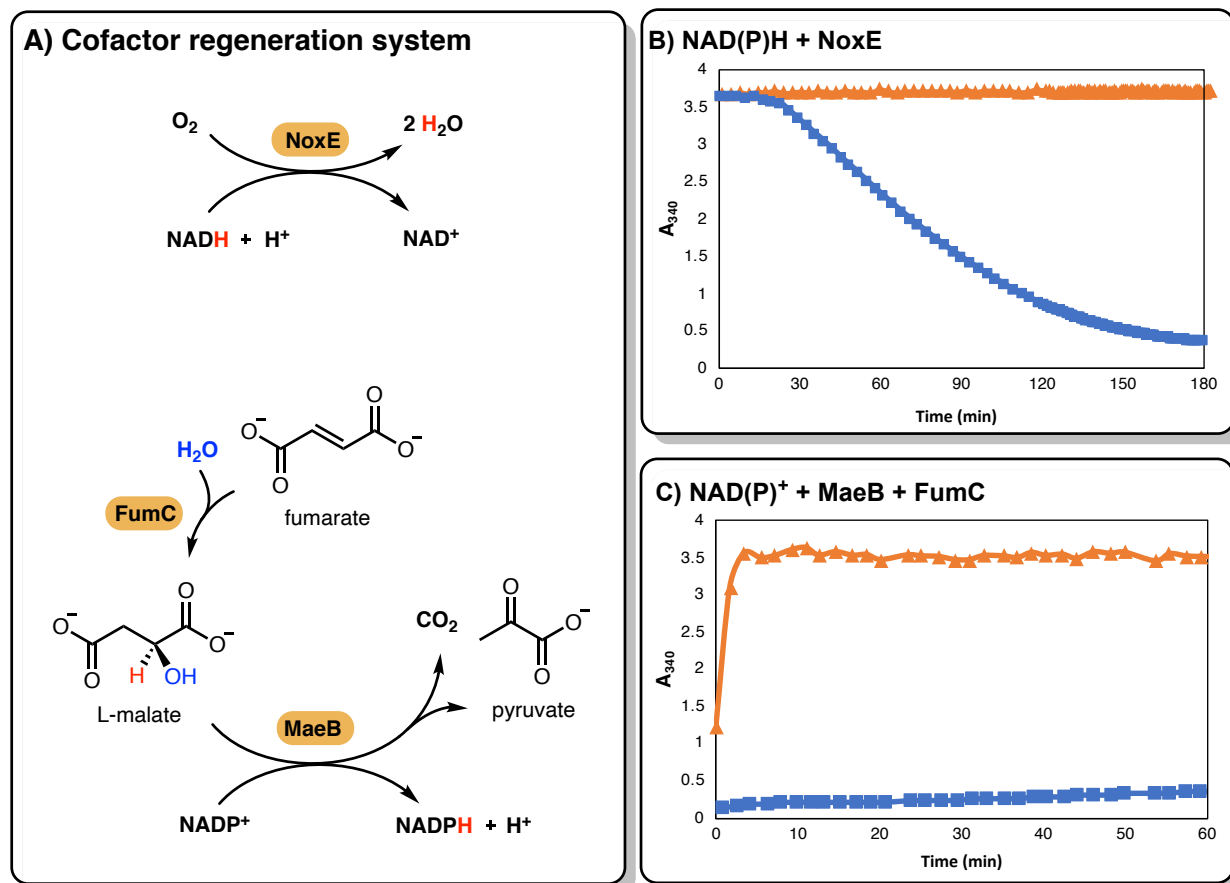 A) Cofactor regeneration system
O₂
NoxE
2 H₂O
NADH + H⁺
NAD⁺
H₂O
O⁻
O
O
O⁻
FumC
fumarate
O⁻
O
O
O⁻
H
OH
L-malate
CO₂
O
O⁻
O
pyruvate
MaeB
NADP⁺
NADPH + H⁺
B) NAD(P)H + NoxE
4
3.5
3
2.5
2
1.5
1
0.5
0
A₃₄₀
0 30 60 90 120 150 180
Time (min)
C) NAD(P)⁺ + MaeB + FumC
4
3.5
3
2.5
2
1.5
1
0.5
0
A₃₄₀
0 10 20 30 40 50 60
Time (min)